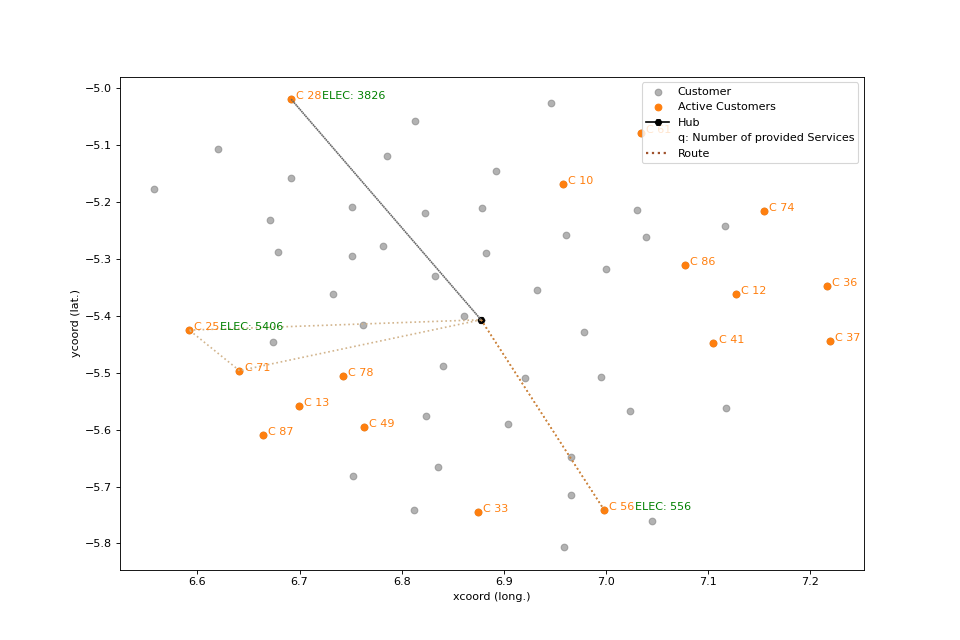 C 28 ELEC: 3826
Customer
Active Customers
Hub
q: Number of provided Services
Route
C 81
C 10
C 74
C 86
C 36
C 12
C 25 ELEC: 5406
C 41
C 37
C 71
C 78
C 13
C 49
C 87
C 33
C 56 ELEC: 556
−5.0
−5.1
−5.2
−5.3
−5.4
−5.5
−5.6
−5.7
−5.8
ycoord (lat.)
6.6 6.7 6.8 6.9 7.0 7.1 7.2
xcoord (long.)